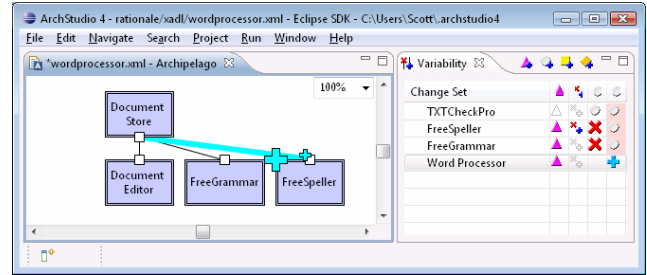 ArchStudio 4 - rationale/xadl/wordprocessor.xml - Eclipse SDK - C:\Users\Scott\.archstudio4
File Edit Navigate Search Project Run Window Help
*wordprocessor.xml - Archipelago
100%
Document
Store
Document
Editor
FreeGrammar
FreeSpeller
Variability
Change Set
TXTCheckPro
FreeSpeller
FreeGrammar
Word Processor